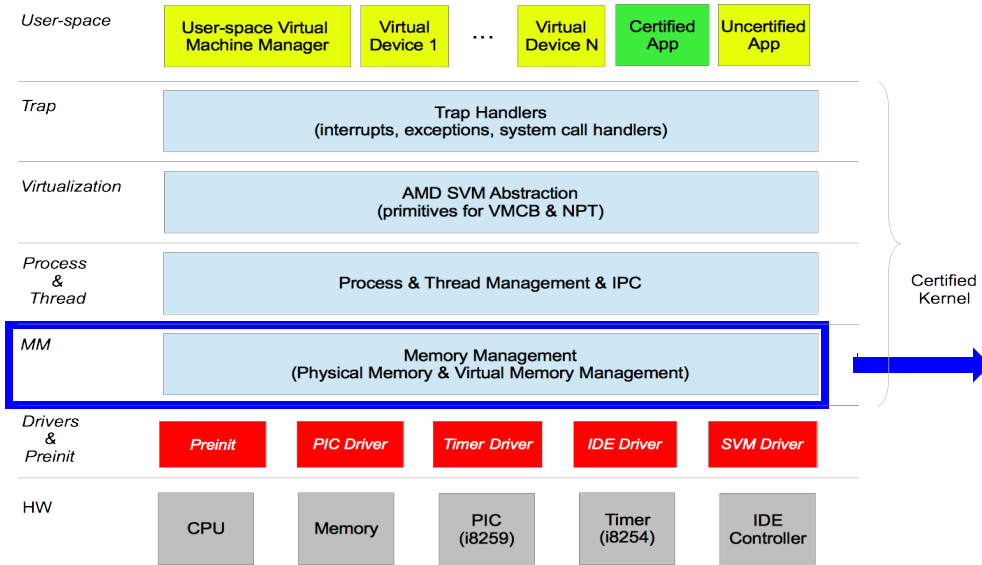 User-space
User-space Virtual
Machine Manager
Virtual
Device 1
...
Virtual
Device N
Certified
App
Uncertified
App
Trap
Trap Handlers
(interrupts, exceptions, system call handlers)
Virtualization
AMD SVM Abstraction
(primitives for VMCB & NPT)
Process
&
Thread
Process & Thread Management & IPC
Certified
Kernel
MM
Memory Management
(Physical Memory & Virtual Memory Management)
Drivers
&
Preinit
Preinit
PIC Driver
Timer Driver
IDE Driver
SVM Driver
HW
CPU
Memory
PIC
(i8259)
Timer
(i8254)
IDE
Controller